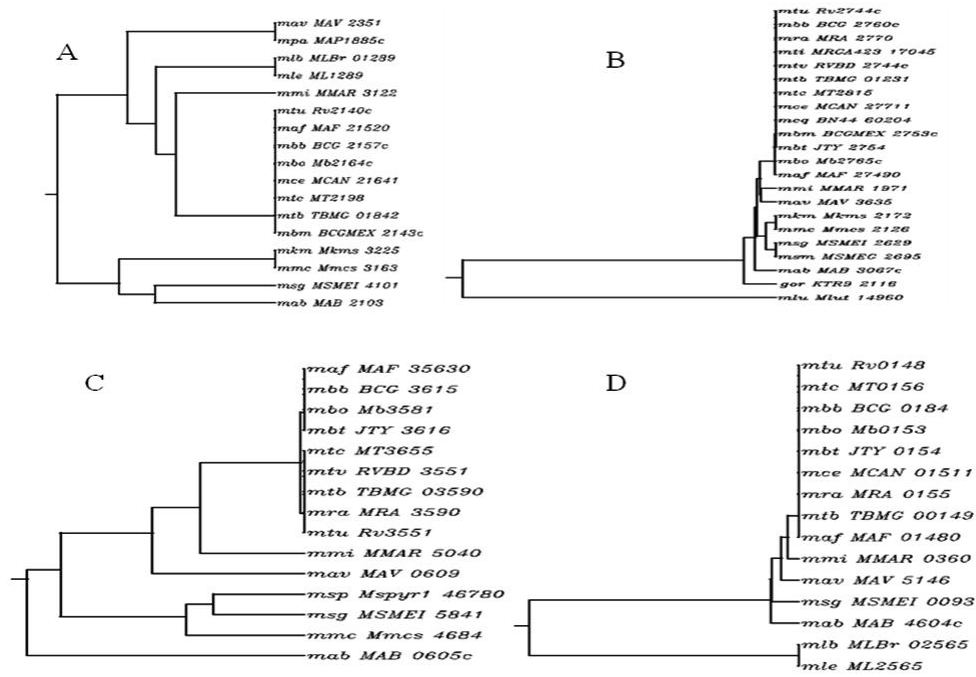 A
mav MAV 2351
mpa MAP1885c
mlb MLBr 01289
mle ML1289
mmi MMAR 3122
mtu Rv2140c
maf MAF 21520
mbb BCG 2157c
mbo Mb2164c
mce MCAN 21641
mtc MT2198
mtb TBMG 01842
mbm BCGMEX 2143c
mkm Mkms 3225
mmc Mmcs 3163
msg MSMEI 4101
mab MAB 2103
B
mtu Rv2744c
mbb BCG 2760c
mra MRA 2770
mti MRGA423 17045
mtv RVBD 2744c
mtb TBMG 01231
mtc MT2815
mce MCAN 27711
mcq BN44 60204
mbm BCGMEX 2753c
mbt JTY 2754
mbo Mb2765c
maf MAF 27490
mmi MMAR 1971
mav MAV 3635
mkm Mkms 2172
mmc Mmcs 2126
msg MSMEI 2629
msm MSMEG 2695
mab MAB 3067c
gor KTR9 2116
mlu Mlut 14960
C
maf MAF 35630
mbb BCG 3615
mbo Mb3581
mbt JTY 3616
mtc MT3655
mtv RVBD 3551
mtb TBMG 03590
mra MRA 3590
mtu Rv3551
mmi MMAR 5040
mav MAV 0609
msp Mspyr1 46780
msg MSMEI 5841
mmc Mmcs 4684
mab MAB 0605c
D
mtu Rv0148
mtc MT0156
mbb BCG 0184
mbo Mb0153
mbt JTY 0154
mce MCAN 01511
mra MRA 0155
mtb TBMG 00149
maf MAF 01480
mmi MMAR 0360
mav MAV 5146
msg MSMEI 0093
mab MAB 4604c
mlb MLBr 02565
mle ML2565